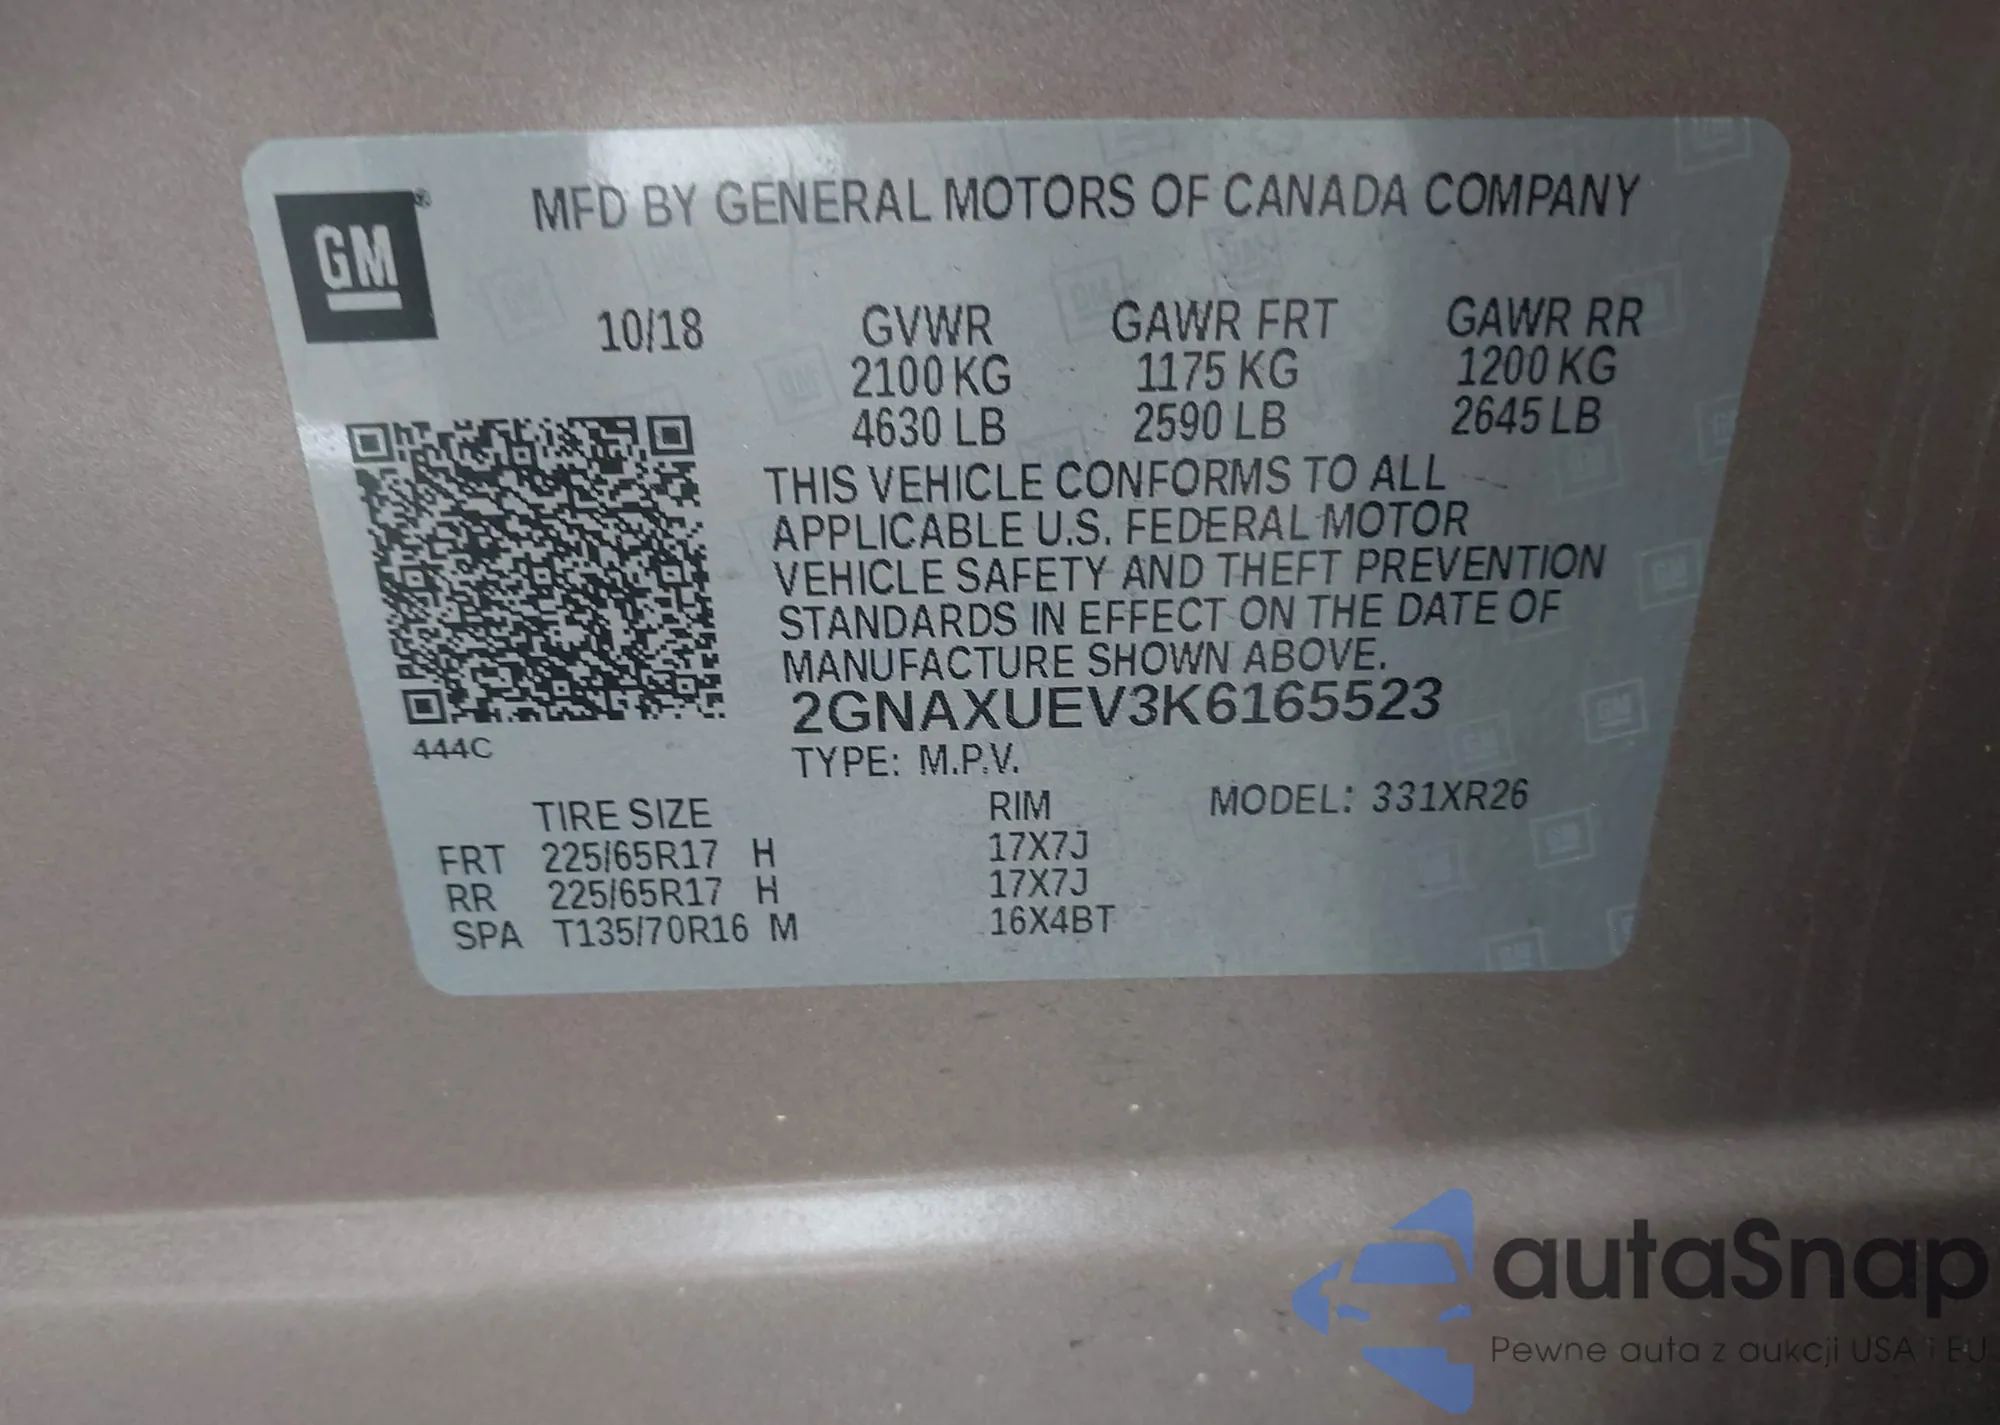 GM®
MFD BY GENERAL MOTORS OF CANADA COMPANY
10/18 GVWR GAWR FRT GAWR RR
2100 KG 1175 KG 1200 KG
4630 LB 2590 LB 2645 LB
THIS VEHICLE CONFORMS TO ALL
APPLICABLE U.S. FEDERAL MOTOR
VEHICLE SAFETY AND THEFT PREVENTION
STANDARDS IN EFFECT ON THE DATE OF
MANUFACTURE SHOWN ABOVE.
2GNAXUEV3K6165523
444C
TYPE: M.P.V.
TIRE SIZE RIM MODEL: 331XR26
FRT 225/65R17 H 17X7J
RR 225/65R17 H 17X7J
SPA T135/70R16 M 16X4BT
autaSnap
Pewne auta z aukcji USA i EU